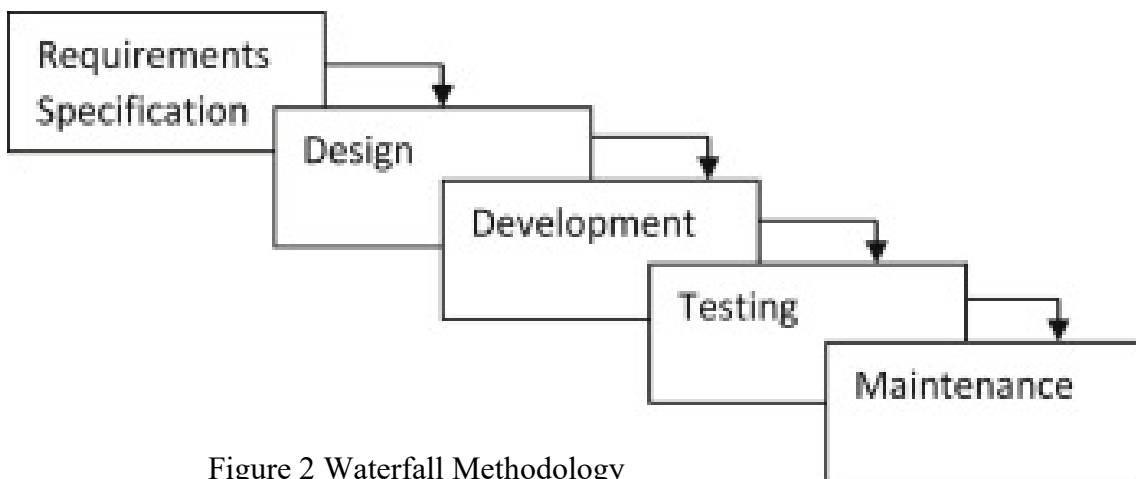 Requirements
Specification
Design
Development
Testing
Maintenance
Figure 2 Waterfall Methodology